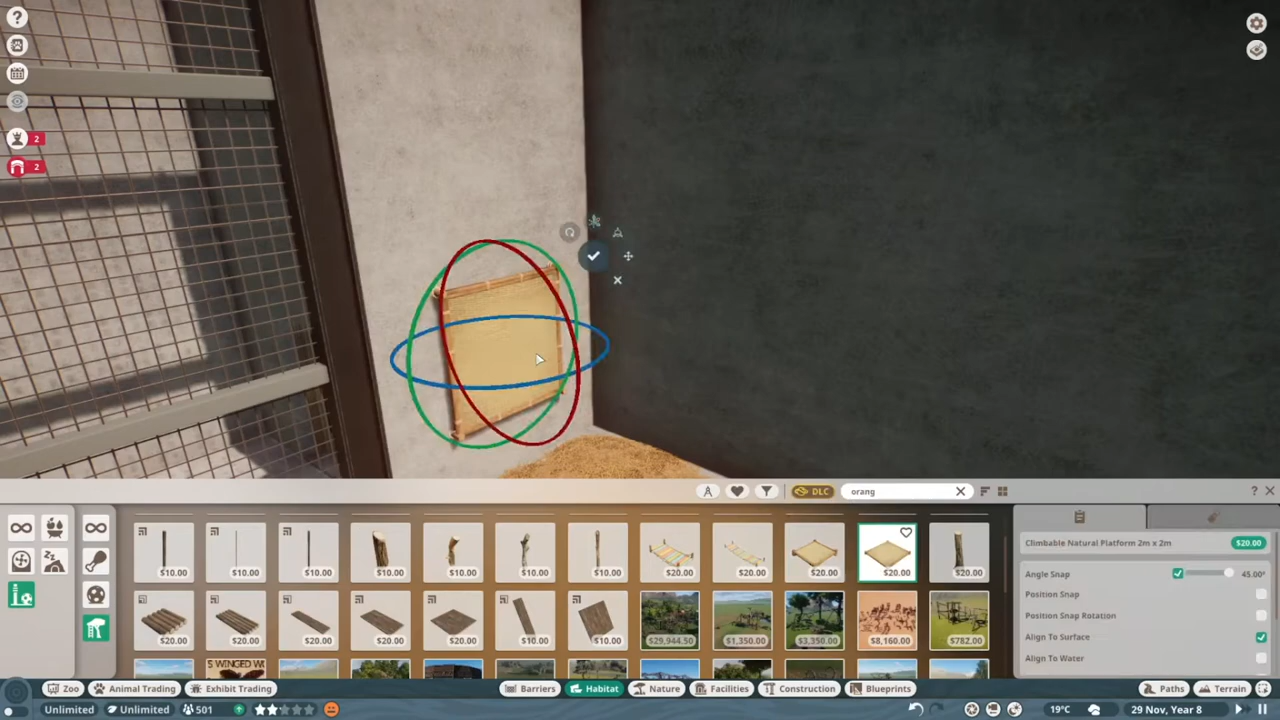 ?
2
2
DLC
orang
? ×
Climbable Natural Platform 2m x 2m $20.00
Angle Snap 45.00°
Position Snap
Position Snap Rotation
Align To Surface
Align To Water
$10.00 $10.00 $10.00 $10.00 $10.00 $10.00 $10.00 $20.00 $20.00 $20.00 $20.00 $20.00
$20.00 $20.00 $20.00 $20.00 $20.00 $10.00 $10.00 $29,944.50 $1,350.00 $3,350.00 $8,160.00 $782.00
5 WINGED W
Zoo Animal Trading Exhibit Trading Barriers Habitat Nature Facilities Construction Blueprints Paths Terrain
Unlimited Unlimited 501 19°C 29 Nov, Year 8